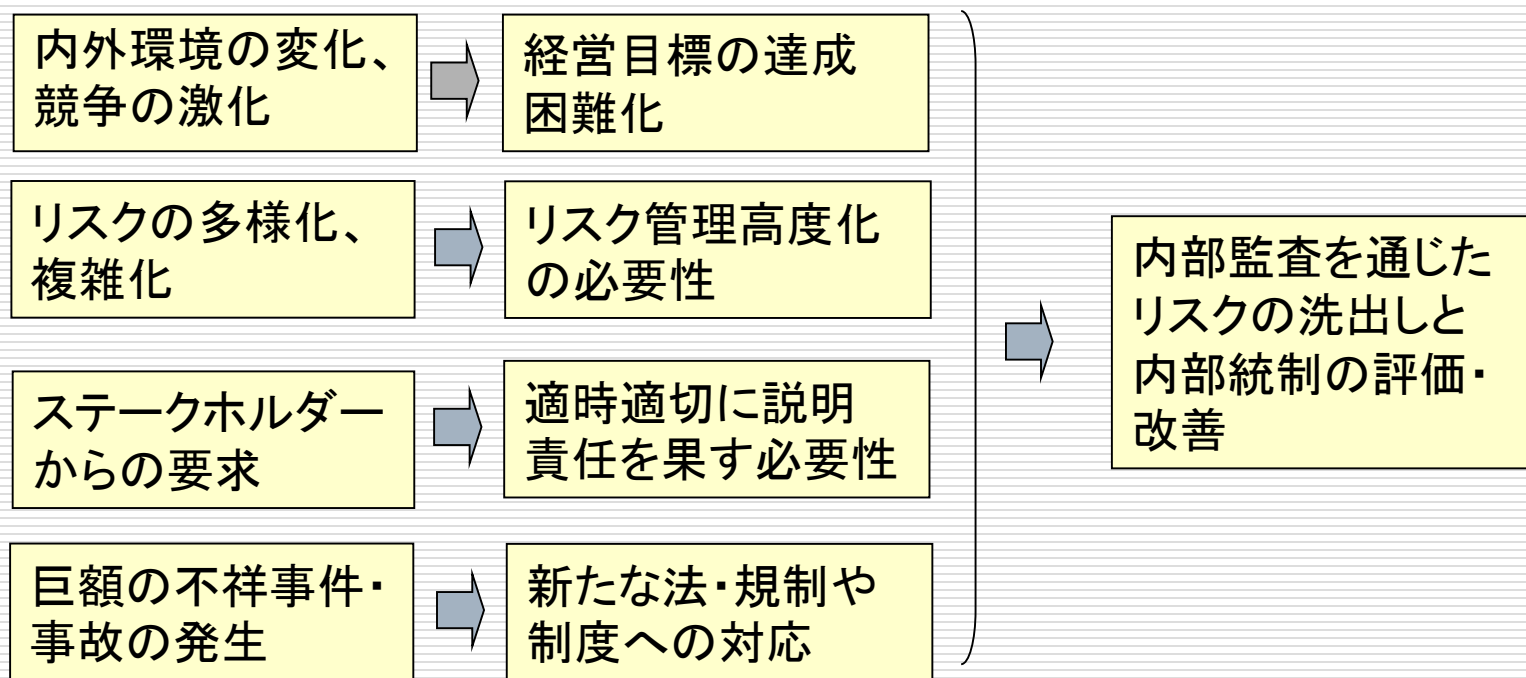 内外環境の変化、
競争の激化
経営目標の達成
困難化
リスクの多様化、
複雑化
リスク管理高度化
の必要性
ステークホルダー
からの要求
適時適切に説明
責任を果す必要性
巨額の不祥事件・
事故の発生
新たな法・規制や
制度への対応
内部監査を通じた
リスクの洗出しと
内部統制の評価・
改善